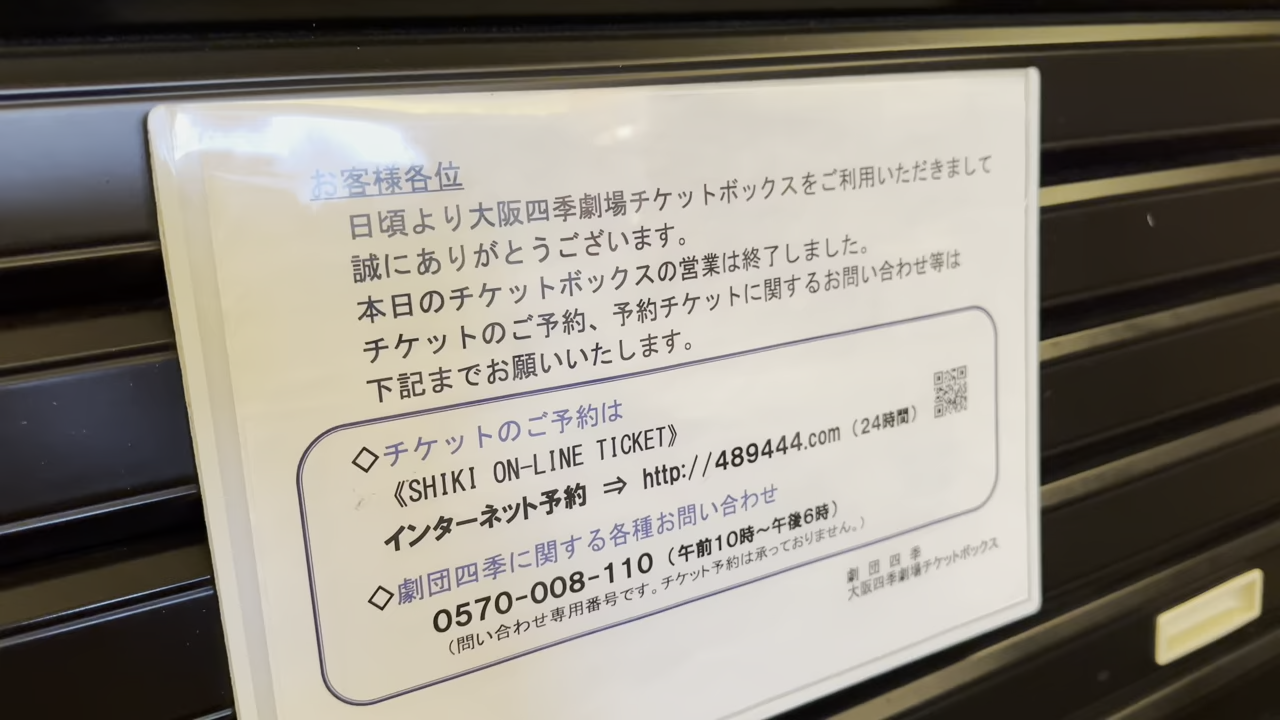 お客様各位
日頃より大阪四季劇場チケットボックスをご利用いただきまして
誠にありがとうございます。
本日のチケットボックスの営業は終了しました。
チケットのご予約、予約チケットに関するお問い合わせ等は
下記までお願いいたします。
◇チケットのご予約は
《SHIKI ON-LINE TICKET》
インターネット予約 ⇒ http://489444.com（24時間）
◇劇団四季に関する各種お問い合わせ
0570-008-110（午前10時～午後6時）
（問い合わせ専用番号です。チケット予約は承っておりません。）
劇団四季
大阪四季劇場チケットボックス